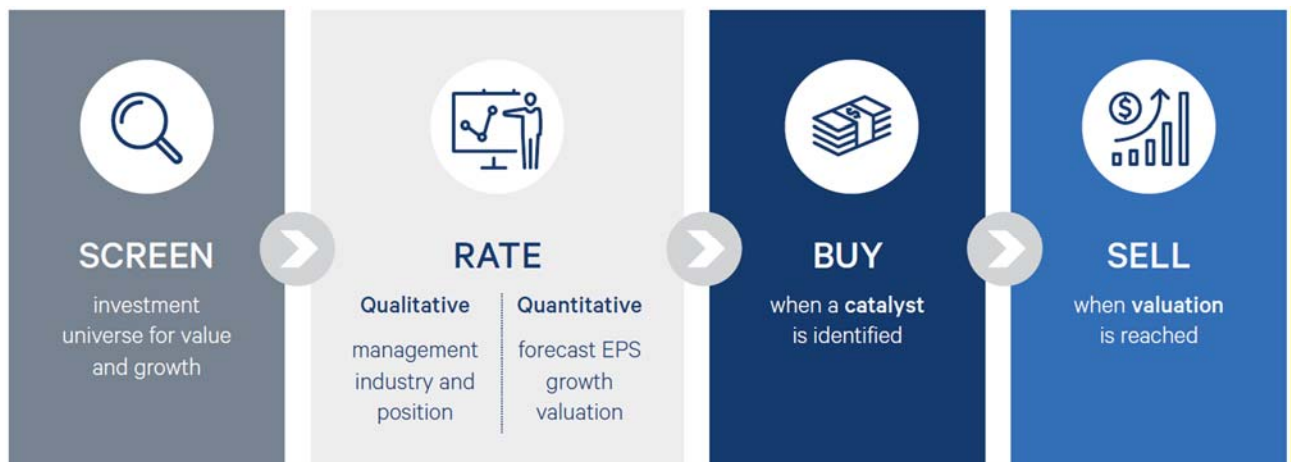 SCREEN
investment
universe for value
and growth
RATE
Qualitative
management
industry and
position
Quantitative
forecast EPS
growth
valuation
BUY
when a catalyst
is identified
SELL
when valuation
is reached
$
$